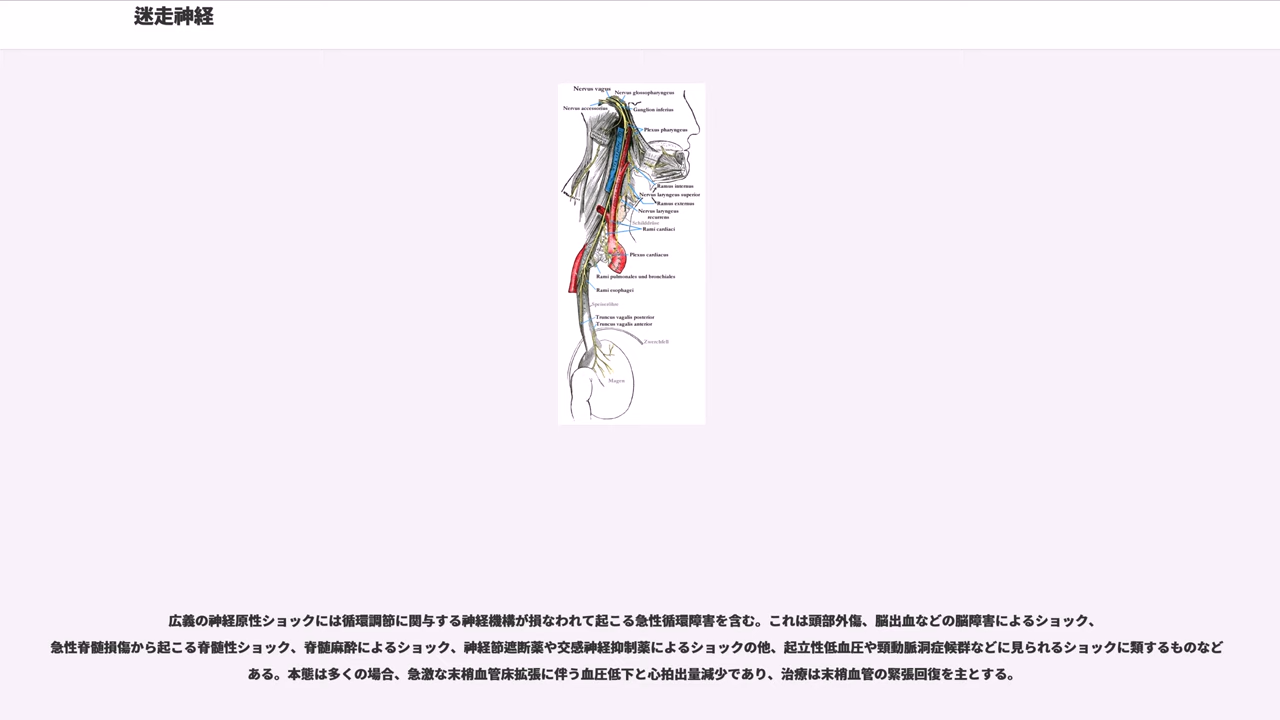 迷走神経
Nervus vagus
Nervus glossopharyngeus
Nervus accessorius
Ganglion inferius
Plexus pharyngeus
Ramus internus
Nervus laryngeus superior
Ramus externus
Nervus laryngeus
recurrens
Schilddrüse
Rami cardiaci
Plexus cardiacus
Rami pulmonales und bronchiales
Rami esophagei
Speiseröhre
Truncus vagalis posterior
Truncus vagalis anterior
Zwerchfell
Magen
広義の神経原性ショックには循環調節に関与する神経機構が損なわれて起こる急性循環障害を含む。これは頭部外傷、脳出血などの脳障害によるショック、
急性脊髄損傷から起こる脊髄性ショック、脊髄麻酔によるショック、神経節遮断薬や交感神経抑制薬によるショックの他、起立性低血圧や頸動脈洞症候群などに見られるショックに類するものなど
ある。本態は多くの場合、急激な末梢血管床拡張に伴う血圧低下と心拍出量減少であり、治療は末梢血管の緊張回復を主とする。